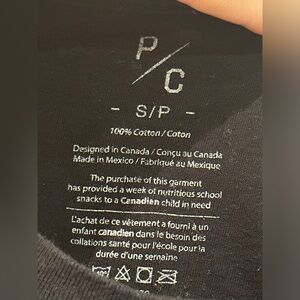 P/C
- S/P -
100% Cotton / Coton
Designed in Canada / Conçu au Canada
Made in Mexico / Fabriqué au Mexique
The purchase of this garment
has provided a week of nutritious school
snacks to a Canadian child in need
L'achat de ce vêtement a fourni à un
enfant canadien dans le besoin des
collations santé pour l'école pour la
durée d'une semaine